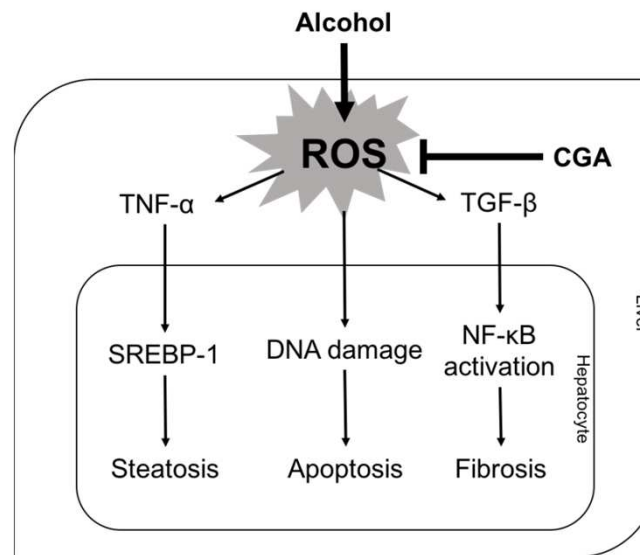 Alcohol
ROS
CGA
TNF-α
TGF-β
SREBP-1
DNA damage
NF-κB
activation
Hepatocyte
Steatosis
Apoptosis
Fibrosis